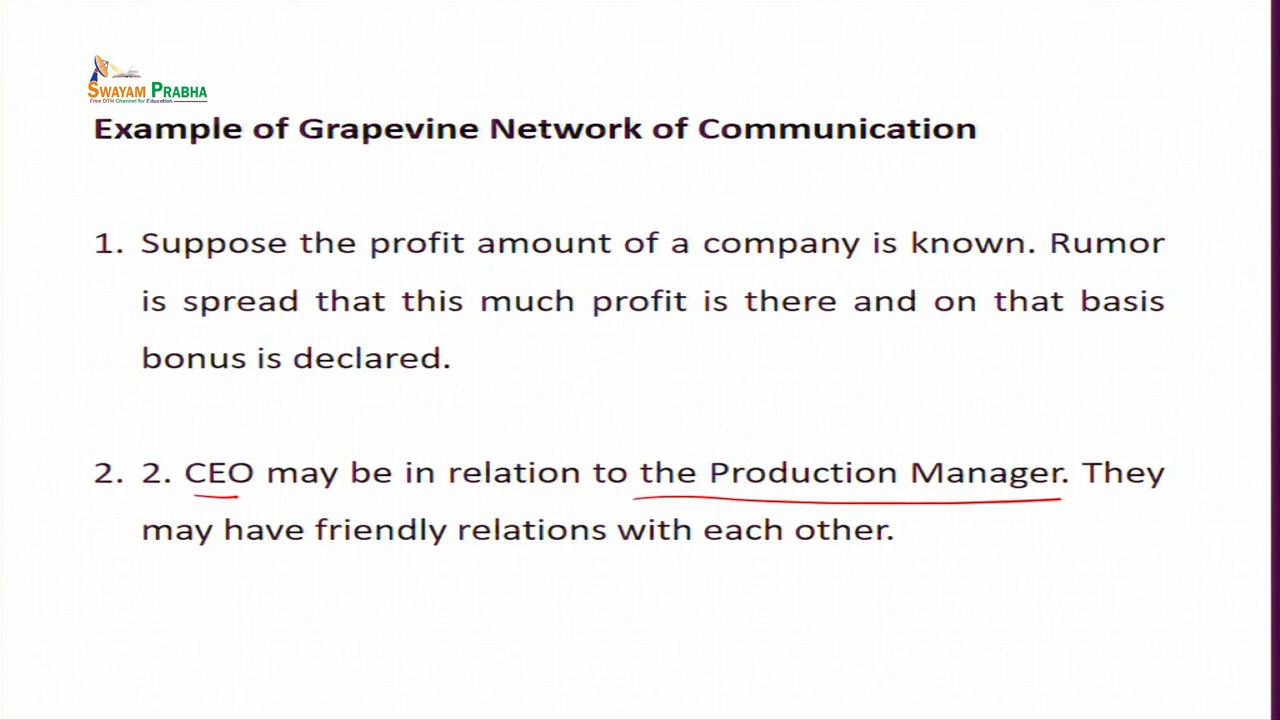 SWAYAM PRABHA
Free DTH Channel for Education
Example of Grapevine Network of Communication
1. Suppose the profit amount of a company is known. Rumor
is spread that this much profit is there and on that basis
bonus is declared.
2. 2. CEO may be in relation to the Production Manager. They
may have friendly relations with each other.